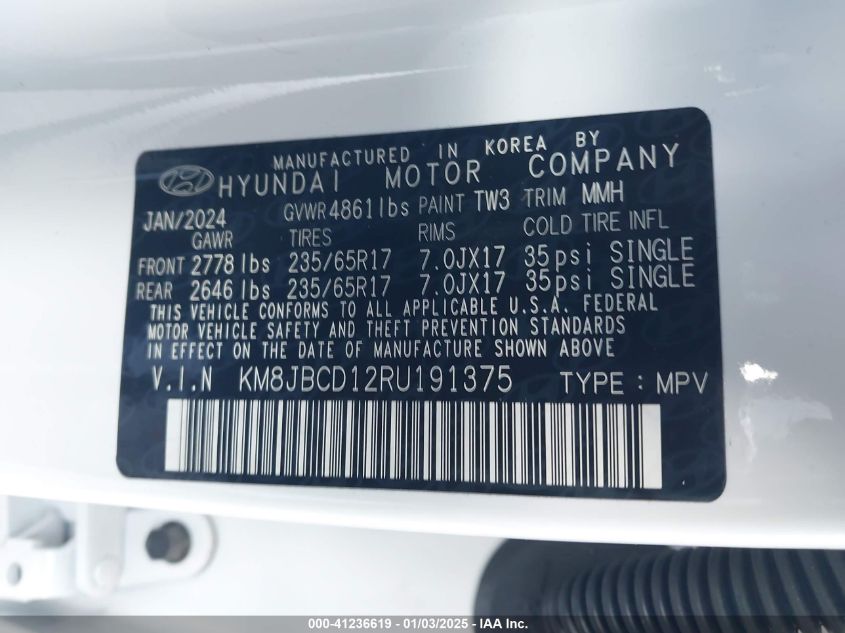 MANUFACTURED IN KOREA BY
HYUNDAI MOTOR COMPANY
JAN/2024 GVWR 4861 lbs PAINT TW3 TRIM MMH
GAWR TIRES RIMS COLD TIRE INFL
FRONT 2778 lbs 235/65R17 7.0JX17 35psi SINGLE
REAR 2646 lbs 235/65R17 7.0JX17 35psi SINGLE
THIS VEHICLE CONFORMS TO ALL APPLICABLE U.S.A. FEDERAL
MOTOR VEHICLE SAFETY AND THEFT PREVENTION STANDARDS
IN EFFECT ON THE DATE OF MANUFACTURE SHOWN ABOVE
V.I.N KM8JBCD12RU191375 TYPE : MPV
000-41236619 - 01/03/2025 - IAA Inc.